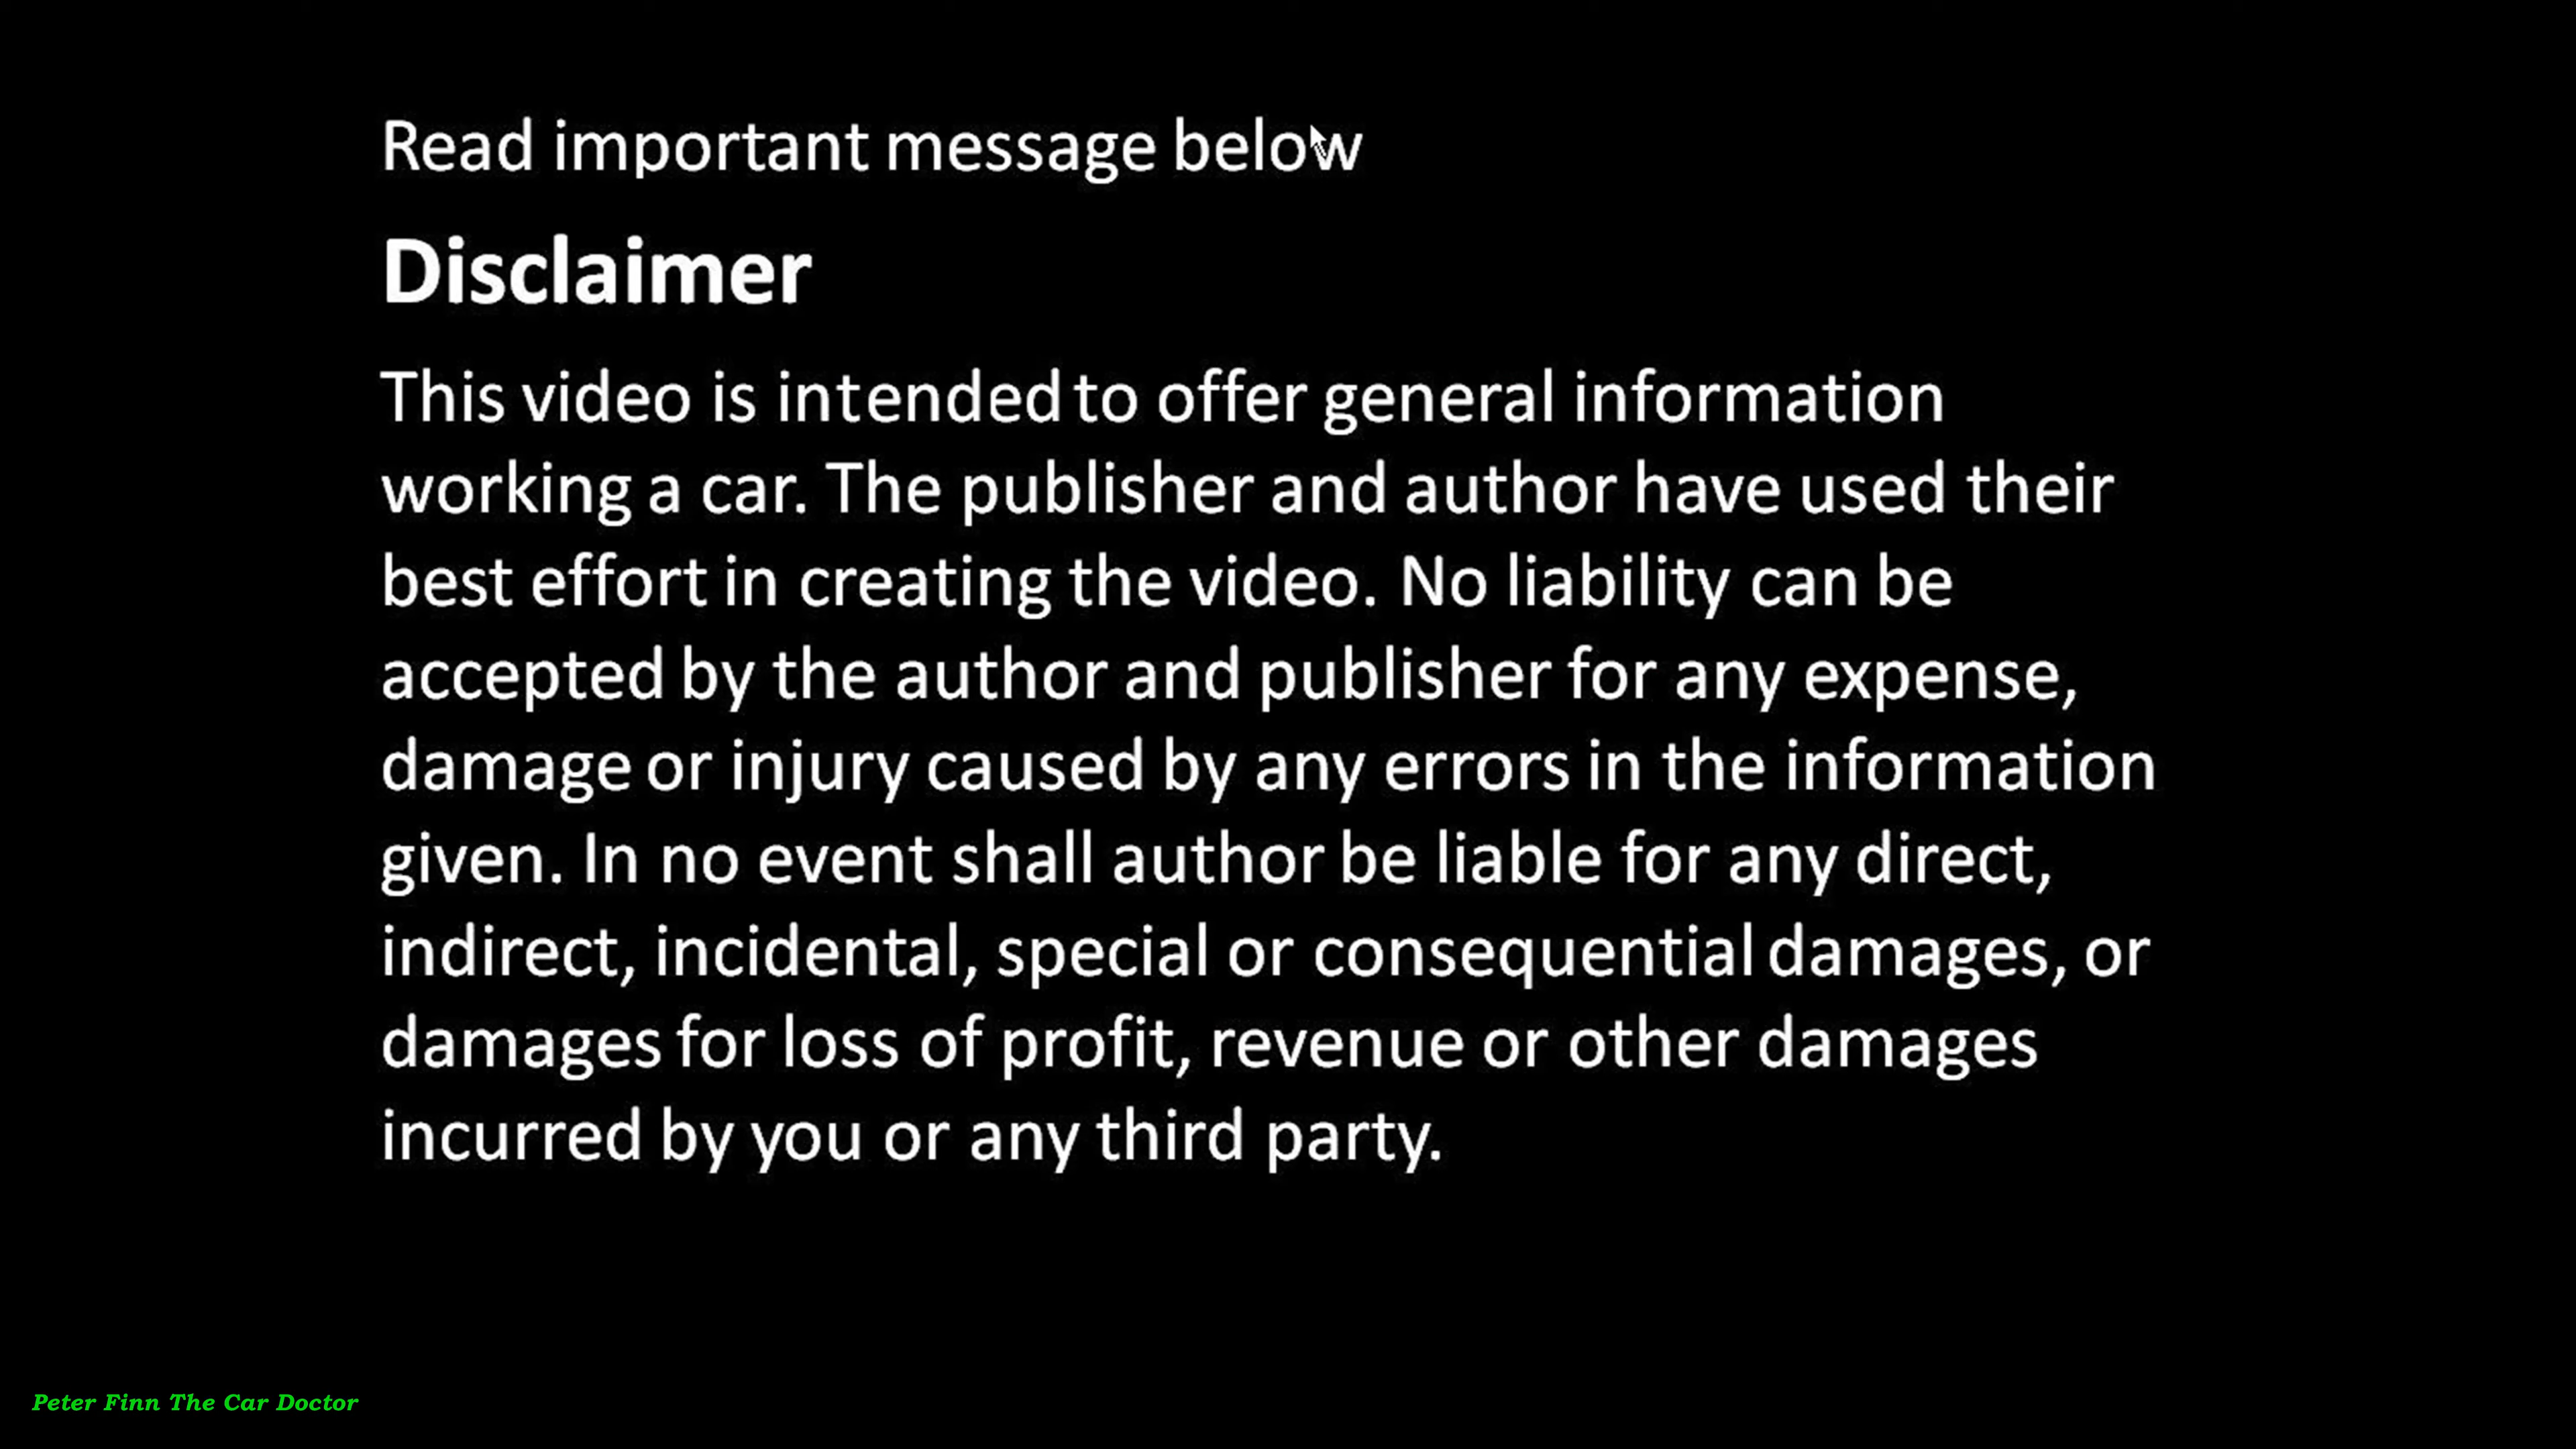 Read important message below
Disclaimer
This video is intended to offer general information
working a car. The publisher and author have used their
best effort in creating the video. No liability can be
accepted by the author and publisher for any expense,
damage or injury caused by any errors in the information
given. In no event shall author be liable for any direct,
indirect, incidental, special or consequential damages, or
damages for loss of profit, revenue or other damages
incurred by you or any third party.
Peter Finn The Car Doctor